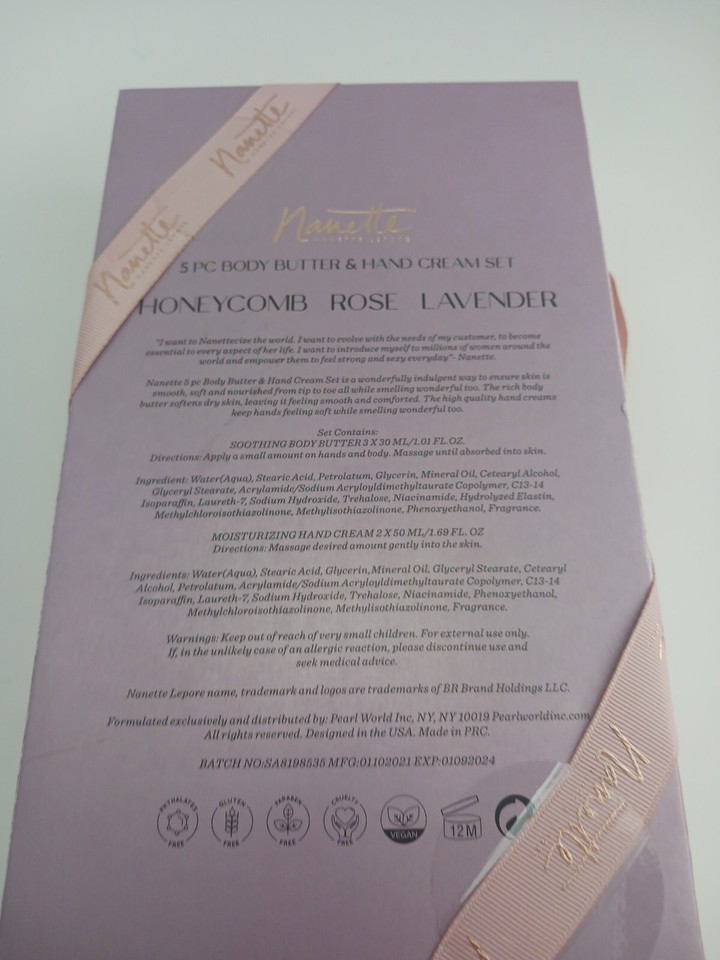 Nanette
Nanette
Nanette
NANETTE LEPORE
5 PC BODY BUTTER & HAND CREAM SET
HONEYCOMB ROSE LAVENDER
"I want to Nanettecize the world. I want to evolve with the needs of my customer, to become
essential to every aspect of her life. I want to introduce myself to millions of women around the
world and empower them to feel strong and sexy everyday"- Nanette.
Nanette 5 pc Body Butter & Hand Cream Set is a wonderfully indulgent way to ensure skin is
smooth, soft and nourished from tip to toe all while smelling wonderful too. The rich body
butter softens dry skin, leaving it feeling smooth and comforted. The high quality hand creams
keep hands feeling soft while smelling wonderful too.
Set Contains:
SOOTHING BODY BUTTER 3 X 30 ML/1.01 FL.OZ.
Directions: Apply a small amount on hands and body. Massage until absorbed into skin.
Ingredient: Water(Aqua), Stearic Acid, Petrolatum, Glycerin, Mineral Oil, Cetearyl Alcohol,
Glyceryl Stearate, Acrylamide/Sodium Acryloyldimethyltaurate Copolymer, C13-14
Isoparaffin, Laureth-7, Sodium Hydroxide, Trehalose, Niacinamide, Hydrolyzed Elastin,
Methylchloroisothiazolinone, Methylisothiazolinone, Phenoxyethanol, Fragrance.
MOISTURIZING HAND CREAM 2 X 50 ML/1.69 FL. OZ
Directions: Massage desired amount gently into the skin.
Ingredients: Water(Aqua), Stearic Acid, Glycerin,Mineral Oil, Glyceryl Stearate, Cetearyl
Alcohol, Petrolatum, Acrylamide/Sodium Acryloyldimethyltaurate Copolymer, C13-14
Isoparaffin, Laureth-7, Sodium Hydroxide, Trehalose, Niacinamide, Phenoxyethanol,
Methylchloroisothiazolinone, Methylisothiazolinone, Fragrance.
Warnings: Keep out of reach of very small children. For external use only.
If, in the unlikely case of an allergic reaction, please discontinue use and
seek medical advice.
Nanette Lepore name, trademark and logos are trademarks of BR Brand Holdings LLC.
Formulated exclusively and distributed by: Pearl World Inc, NY, NY 10019 Pearlworldinc.com
All rights reserved. Designed in the USA. Made in PRC.
BATCH NO:SA8198535 MFG:01102021 EXP:01092024
PHTHALATES FREE
GLUTEN FREE
PARABEN FREE
CRUELTY FREE
VEGAN
12M
Nanette